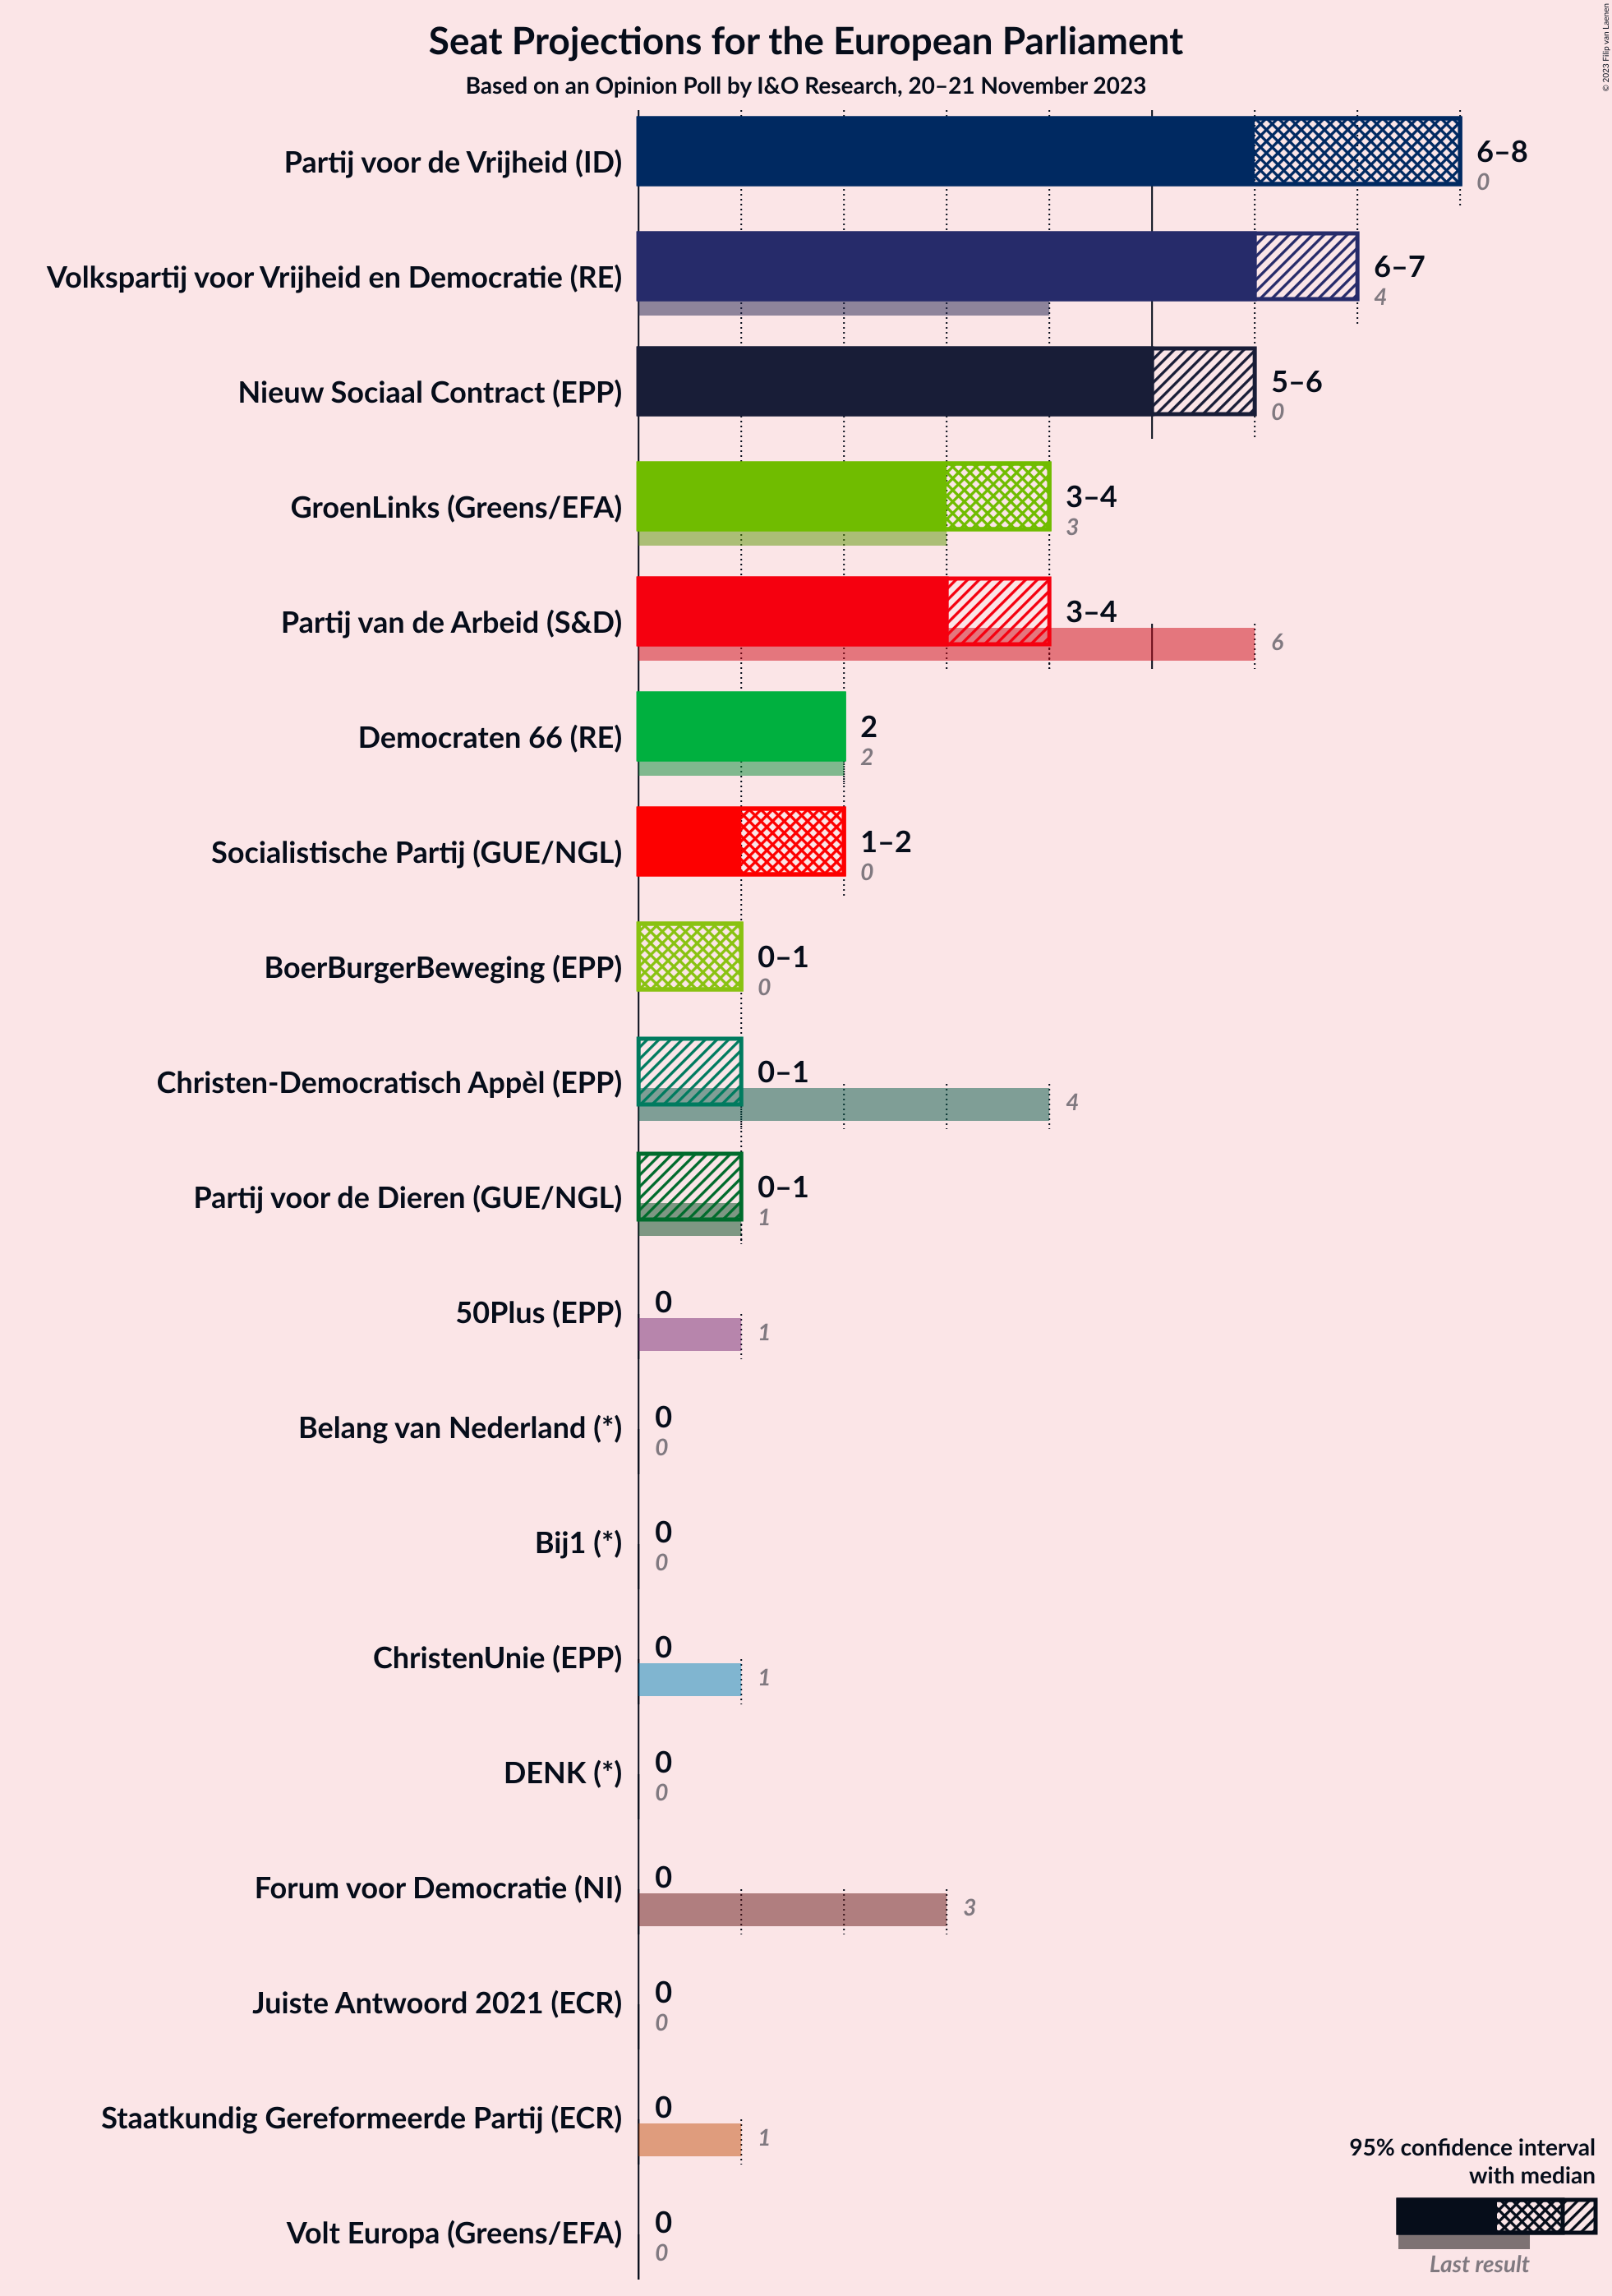 Seat Projections for the European Parliament
Based on an Opinion Poll by I&O Research, 20–21 November 2023
© 2023 Filip van Laenen
Partij voor de Vrijheid (ID)
6–8
0
Volkspartij voor Vrijheid en Democratie (RE)
6–7
4
Nieuw Sociaal Contract (EPP)
5–6
0
GroenLinks (Greens/EFA)
3–4
3
Partij van de Arbeid (S&D)
3–4
6
Democraten 66 (RE)
2
2
Socialistische Partij (GUE/NGL)
1–2
0
BoerBurgerBeweging (EPP)
0–1
0
Christen-Democratisch Appèl (EPP)
0–1
4
Partij voor de Dieren (GUE/NGL)
0–1
1
50Plus (EPP)
0
1
Belang van Nederland (*)
0
0
Bij1 (*)
0
0
ChristenUnie (EPP)
0
1
DENK (*)
0
0
Forum voor Democratie (NI)
0
3
Juiste Antwoord 2021 (ECR)
0
0
Staatkundig Gereformeerde Partij (ECR)
0
1
Volt Europa (Greens/EFA)
0
0
95% confidence interval
with median
Last result